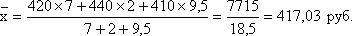 x̄ = (420 × 7 + 440 × 2 + 410 × 9,5) / (7 + 2 + 9,5) = 7715 / 18,5 = 417,03 руб.